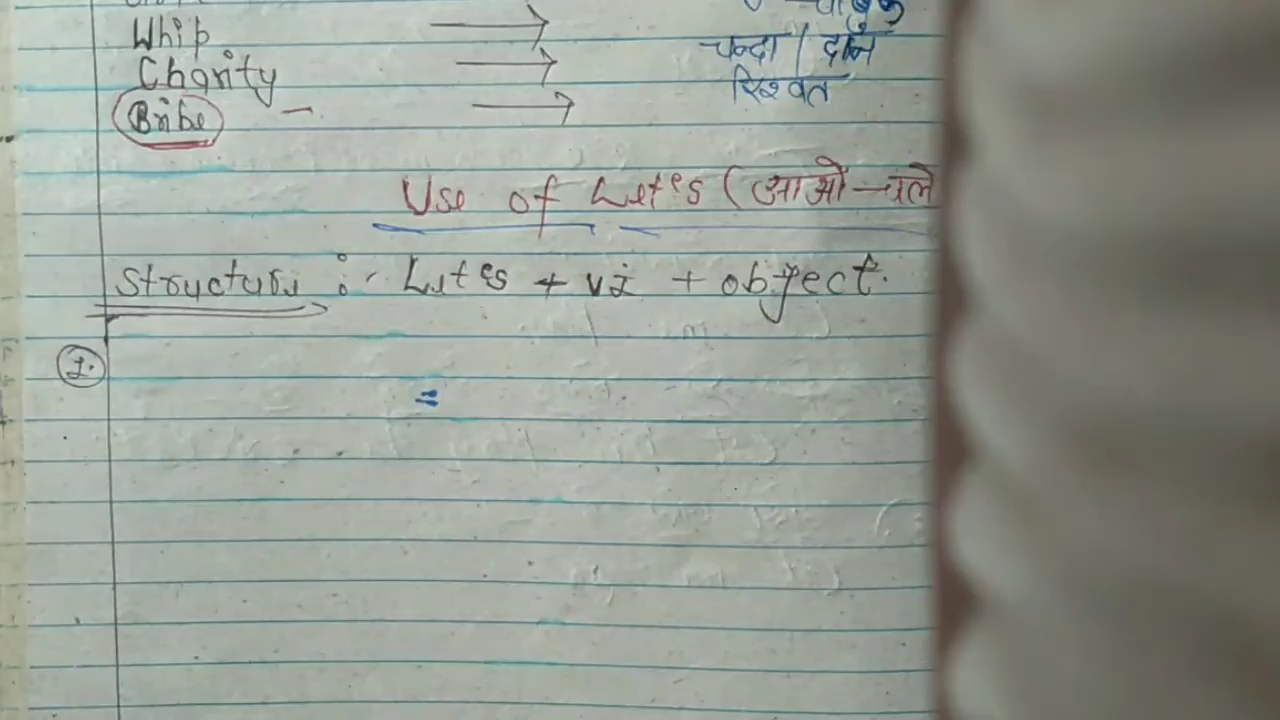 चाबुक
Whip → चन्दा / दान
Charity → रिश्वत
Bribe - →
Use of Let's (आओ चले
Structure :- Let's + v1 + object.
1.
=